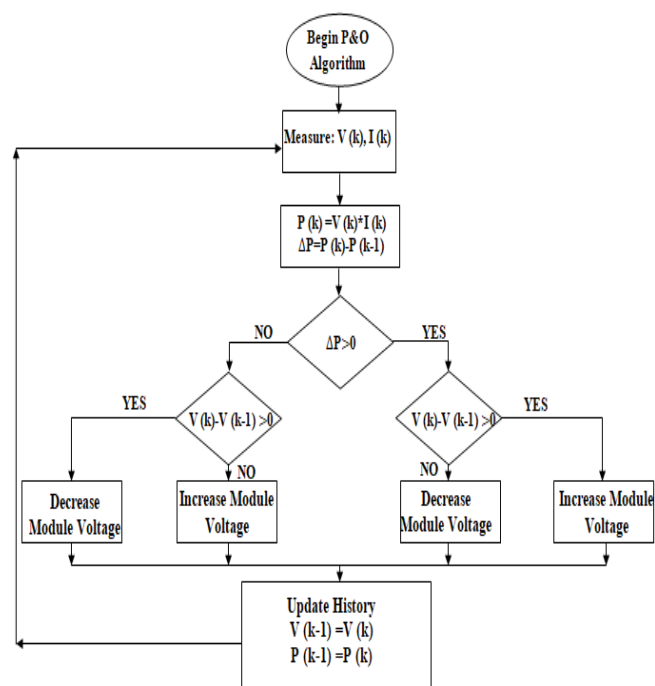 Begin P&O
Algorithm
Measure: V (k), I (k)
P (k) =V (k)*I (k)
ΔP=P (k)-P (k-1)
ΔP>0
NO
YES
V (k)-V (k-1) >0
V (k)-V (k-1) >0
YES
NO
NO
YES
Decrease
Module Voltage
Increase Module
Voltage
Decrease
Module Voltage
Increase Module
Voltage
Update History
V (k-1) =V (k)
P (k-1) =P (k)